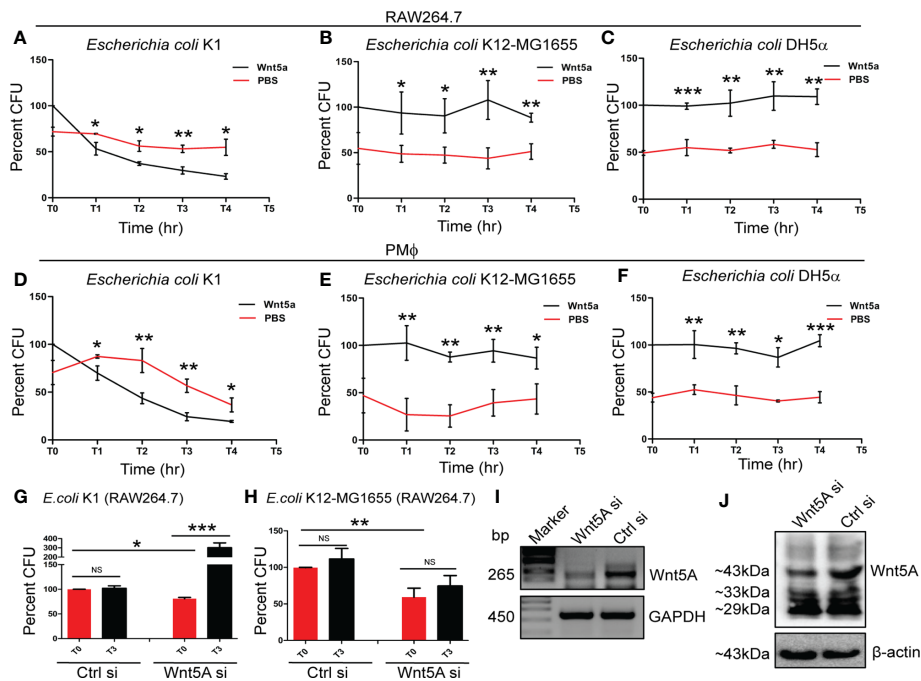 RAW264.7
A
Escherichia coli K1
Wnt5a
PBS
Percent CFU
150
100
50
0
* * ** *
T0 T1 T2 T3 T4 T5
Time (hr)
B
Escherichia coli K12-MG1655
Wnt5a
PBS
Percent CFU
150
100
50
0
* * ** **
T0 T1 T2 T3 T4 T5
Time (hr)
C
Escherichia coli DH5α
Wnt5a
PBS
Percent CFU
150
100
50
0
*** ** ** **
T0 T1 T2 T3 T4 T5
Time (hr)
PMϕ
D
Escherichia coli K1
Wnt5a
PBS
Percent CFU
150
100
50
0
* ** ** *
T0 T1 T2 T3 T4 T5
Time (hr)
E
Escherichia coli K12-MG1655
Wnt5a
PBS
Percent CFU
150
100
50
0
** ** ** *
T0 T1 T2 T3 T4 T5
Time (hr)
F
Escherichia coli DH5α
Wnt5a
PBS
Percent CFU
150
100
50
0
** ** * ***
T0 T1 T2 T3 T4 T5
Time (hr)
G
E.coli K1 (RAW264.7)
Percent CFU
400
300
200
150
100
50
0
* ***
NS
T0 T3 T0 T3
Ctrl si Wnt5A si
H
E.coli K12-MG1655 (RAW264.7)
Percent CFU
150
100
50
0
**
NS NS
T0 T3 T0 T3
Ctrl si Wnt5A si
I
bp
Marker
Wnt5A si
Ctrl si
265
Wnt5A
450
GAPDH
J
Wnt5A si
Ctrl si
~43kDa
Wnt5A
~33kDa
~29kDa
~43kDa
β-actin